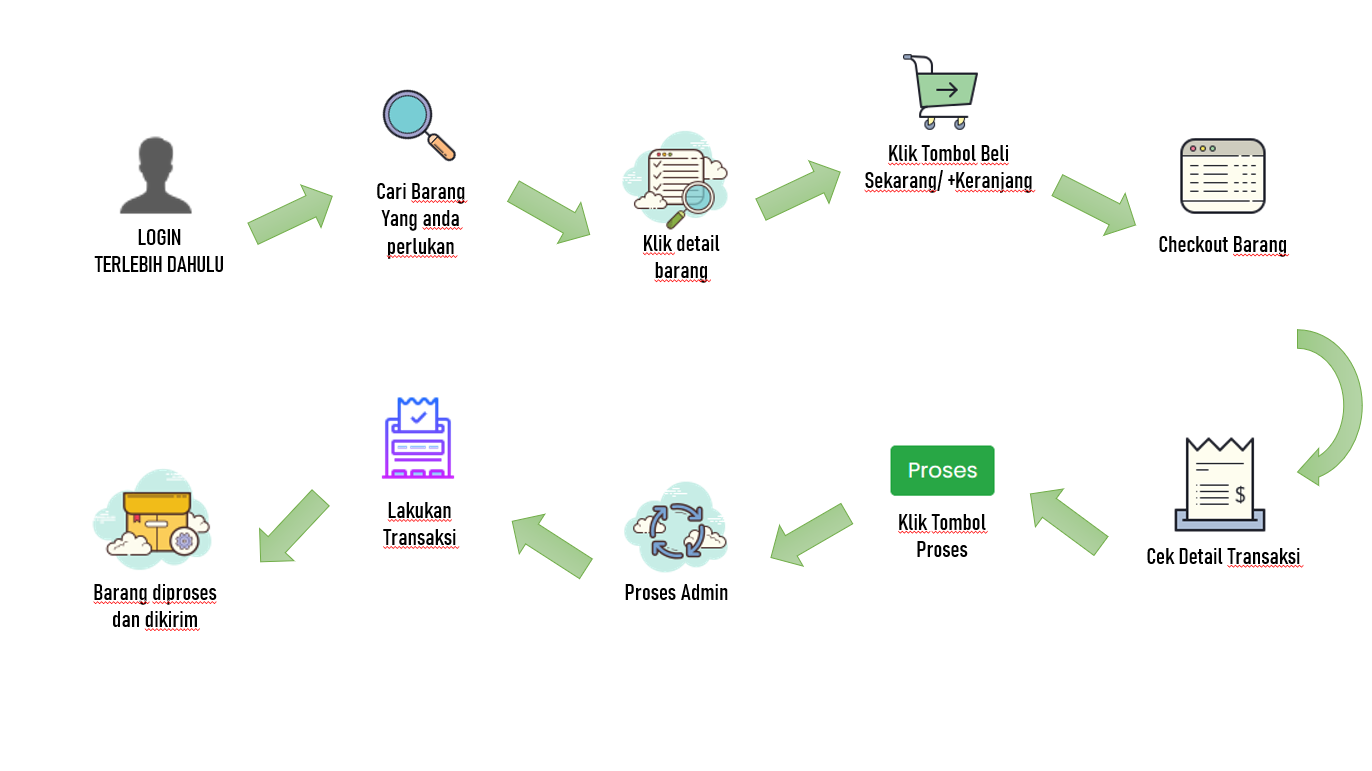 LOGIN
TERLEBIH DAHULU
Cari Barang
Yang anda
perlukan
Klik detail
barang
Klik Tombol Beli
Sekarang/ +Keranjang
Checkout Barang
$
Cek Detail Transaksi
Proses
Klik Tombol
Proses
Proses Admin
Lakukan
Transaksi
Barang diproses
dan dikirim